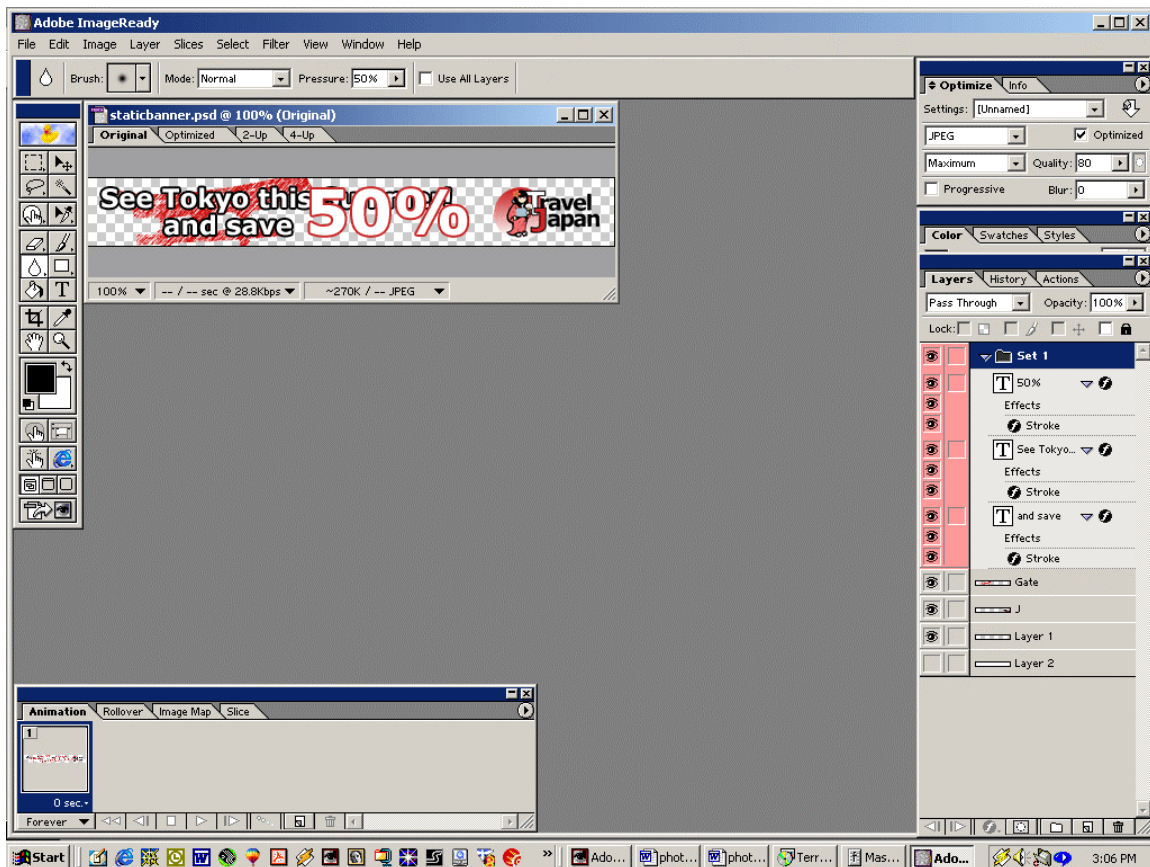 Adobe ImageReady
File Edit Image Layer Slices Select Filter View Window Help
Brush: Mode: Normal Pressure: 50% Use All Layers
staticbanner.psd @ 100% (Original)
Original Optimized 2-Up 4-Up
See Tokyo this
and save
50%
Travel
Japan
100% -- / -- sec @ 28.8Kbps ~270K / -- JPEG
Optimize Info
Settings: [Unnamed]
JPEG Optimized
Maximum Quality: 80
Progressive Blur: 0
Color Swatches Styles
Layers History Actions
Pass Through Opacity: 100%
Lock:
Set 1
T 50%
Effects
Stroke
T See Tokyo...
Effects
Stroke
T and save
Effects
Stroke
Gate
J
Layer 1
Layer 2
Animation Rollover Image Map Slice
1
0 sec.
Forever
Start » Ado... phot... phot... Terr... Mas... Ado... 3:06 PM